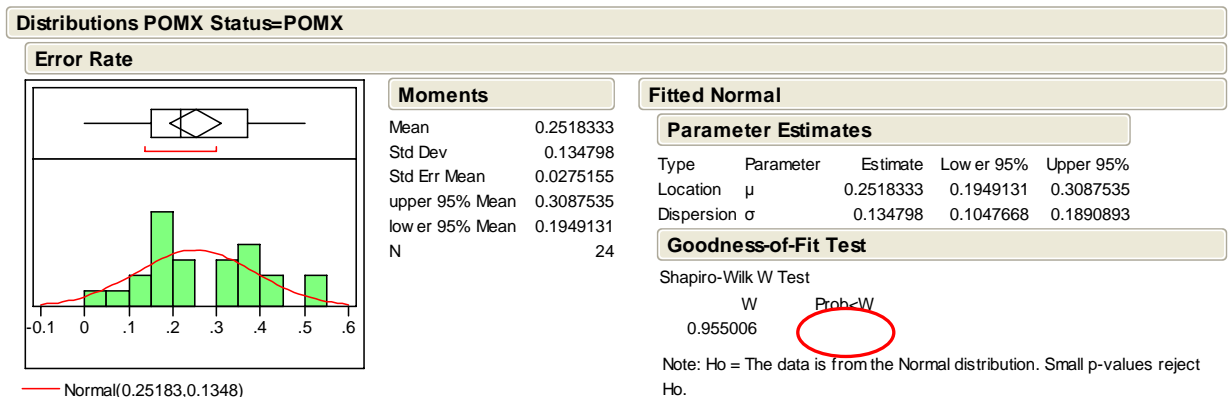 Distributions POMX Status=POMX
Error Rate
-0.1 0 .1 .2 .3 .4 .5 .6
Normal(0.25183,0.1348)
Moments
Mean 0.2518333
Std Dev 0.134798
Std Err Mean 0.0275155
upper 95% Mean 0.3087535
lower 95% Mean 0.1949131
N 24
Fitted Normal
Parameter Estimates
Type Parameter Estimate Lower 95% Upper 95%
Location μ 0.2518333 0.1949131 0.3087535
Dispersion σ 0.134798 0.1047668 0.1890893
Goodness-of-Fit Test
Shapiro-Wilk W Test
W Prob<W
0.955006
Note: Ho = The data is from the Normal distribution. Small p-values reject
Ho.